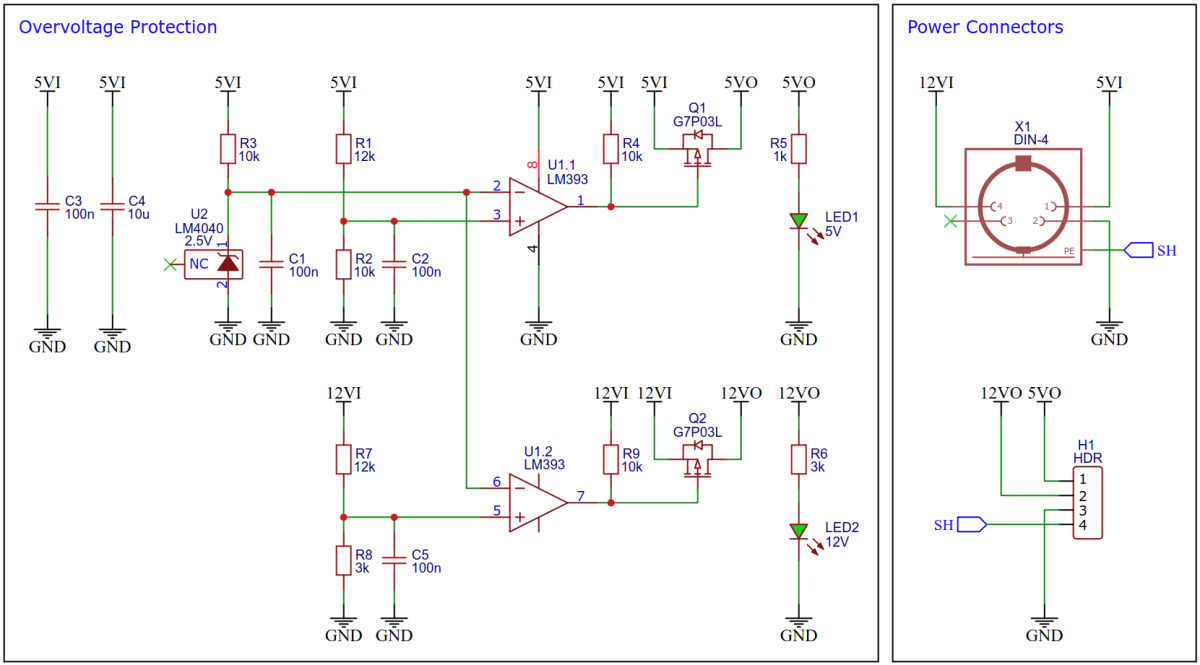 Overvoltage Protection
5VI
5VI
5VI
5VI
5VI
5VI
5VI
5VO
5VO
C3
100n
C4
10u
R3
10k
R1
12k
U2
LM4040
2.5V
NC
1
2
C1
100n
R2
10k
C2
100n
2
3
8
4
1
U1.1
LM393
R4
10k
Q1
G7P03L
R5
1k
LED1
5V
GND
GND
GND
GND
GND
GND
GND
GND
12VI
12VI
12VI
12VO
12VO
R7
12k
R8
3k
C5
100n
6
5
7
U1.2
LM393
R9
10k
Q2
G7P03L
R6
3k
LED2
12V
GND
GND
GND
Power Connectors
12VI
5VI
X1
DIN-4
4
1
3
2
PE
SH
GND
12VO
5VO
H1
HDR
1
2
3
4
SH
GND